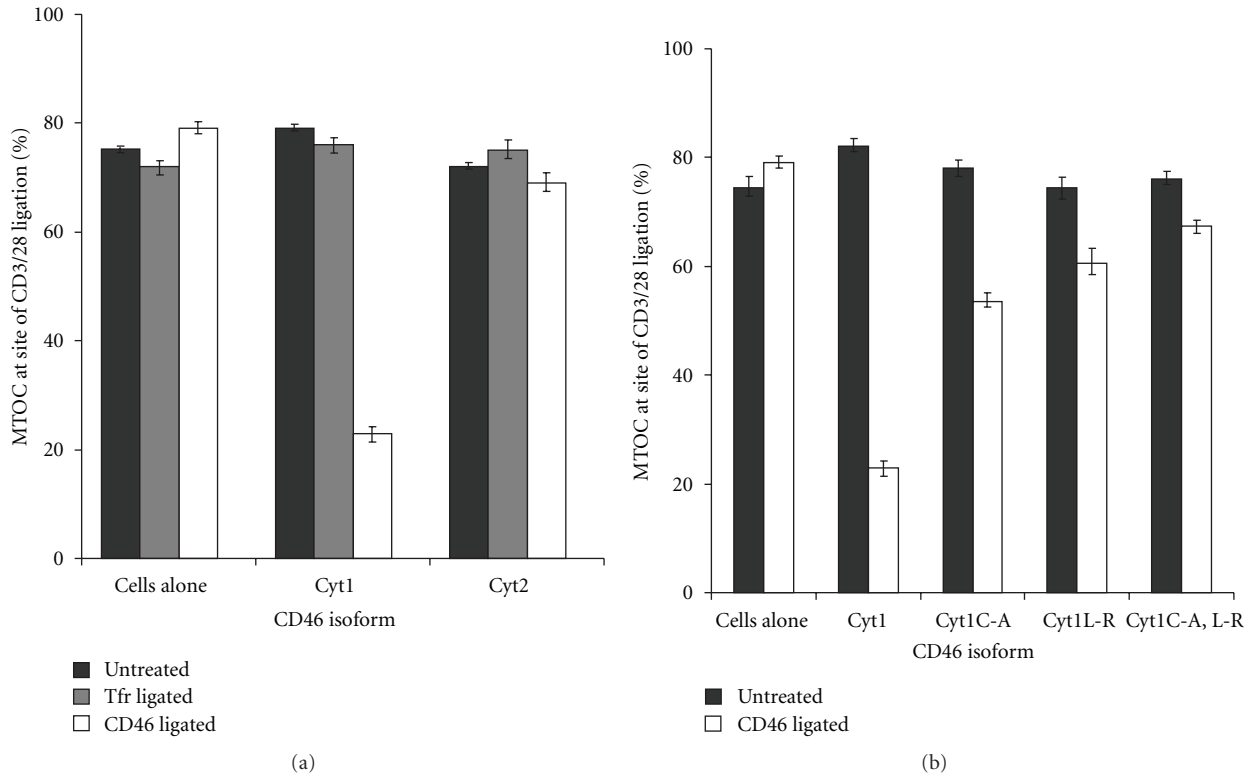 100
80
60
40
20
0
MTOC at site of CD3/28 ligation (%)
Cells alone Cyt1 Cyt2
CD46 isoform
Untreated
Tfr ligated
CD46 ligated
(a)
100
80
60
40
20
0
MTOC at site of CD3/28 ligation (%)
Cells alone Cyt1 Cyt1C-A Cyt1L-R Cyt1C-A, L-R
CD46 isoform
Untreated
CD46 ligated
(b)